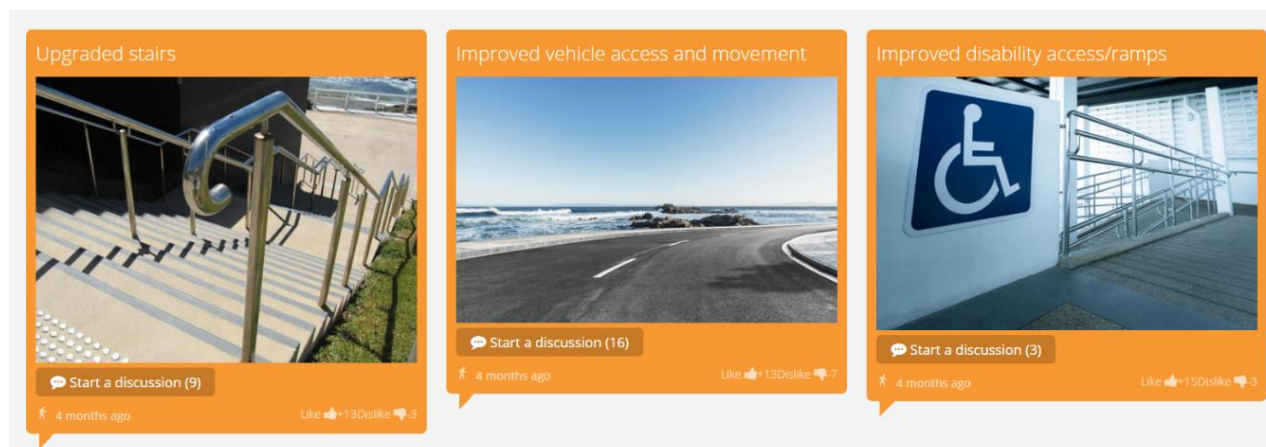 Upgraded stairs
Start a discussion (9)
4 months ago
Like +13Dislike -3
Improved vehicle access and movement
Start a discussion (16)
4 months ago
Like +13Dislike -7
Improved disability access/ramps
Start a discussion (3)
4 months ago
Like +15Dislike -3